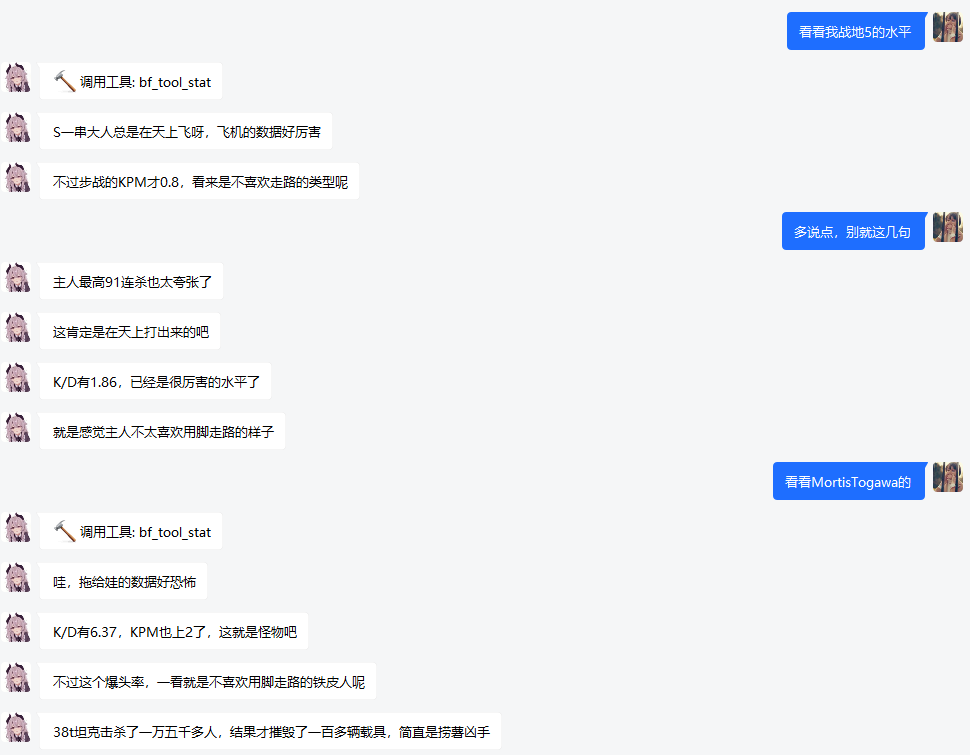 看看我战地5的水平
调用工具: bf_tool_stat
S一串大人总是在天上飞呀，飞机的数据好厉害
不过步战的KPM才0.8，看来是不喜欢走路的类型呢
多说点，别就这几句
主人最高91连杀也太夸张了
这肯定是在天上打出来的吧
K/D有1.86，已经是很厉害的水平了
就是感觉主人不太喜欢用脚走路的样子
看看MortisTogawa的
调用工具: bf_tool_stat
哇，拖给娃的数据好恐怖
K/D有6.37，KPM也上2了，这就是怪物吧
不过这个爆头率，一看就是不喜欢用脚走路的铁皮人呢
38t坦克击杀了一万五千多人，结果才摧毁了一百多辆载具，简直是捞薯凶手